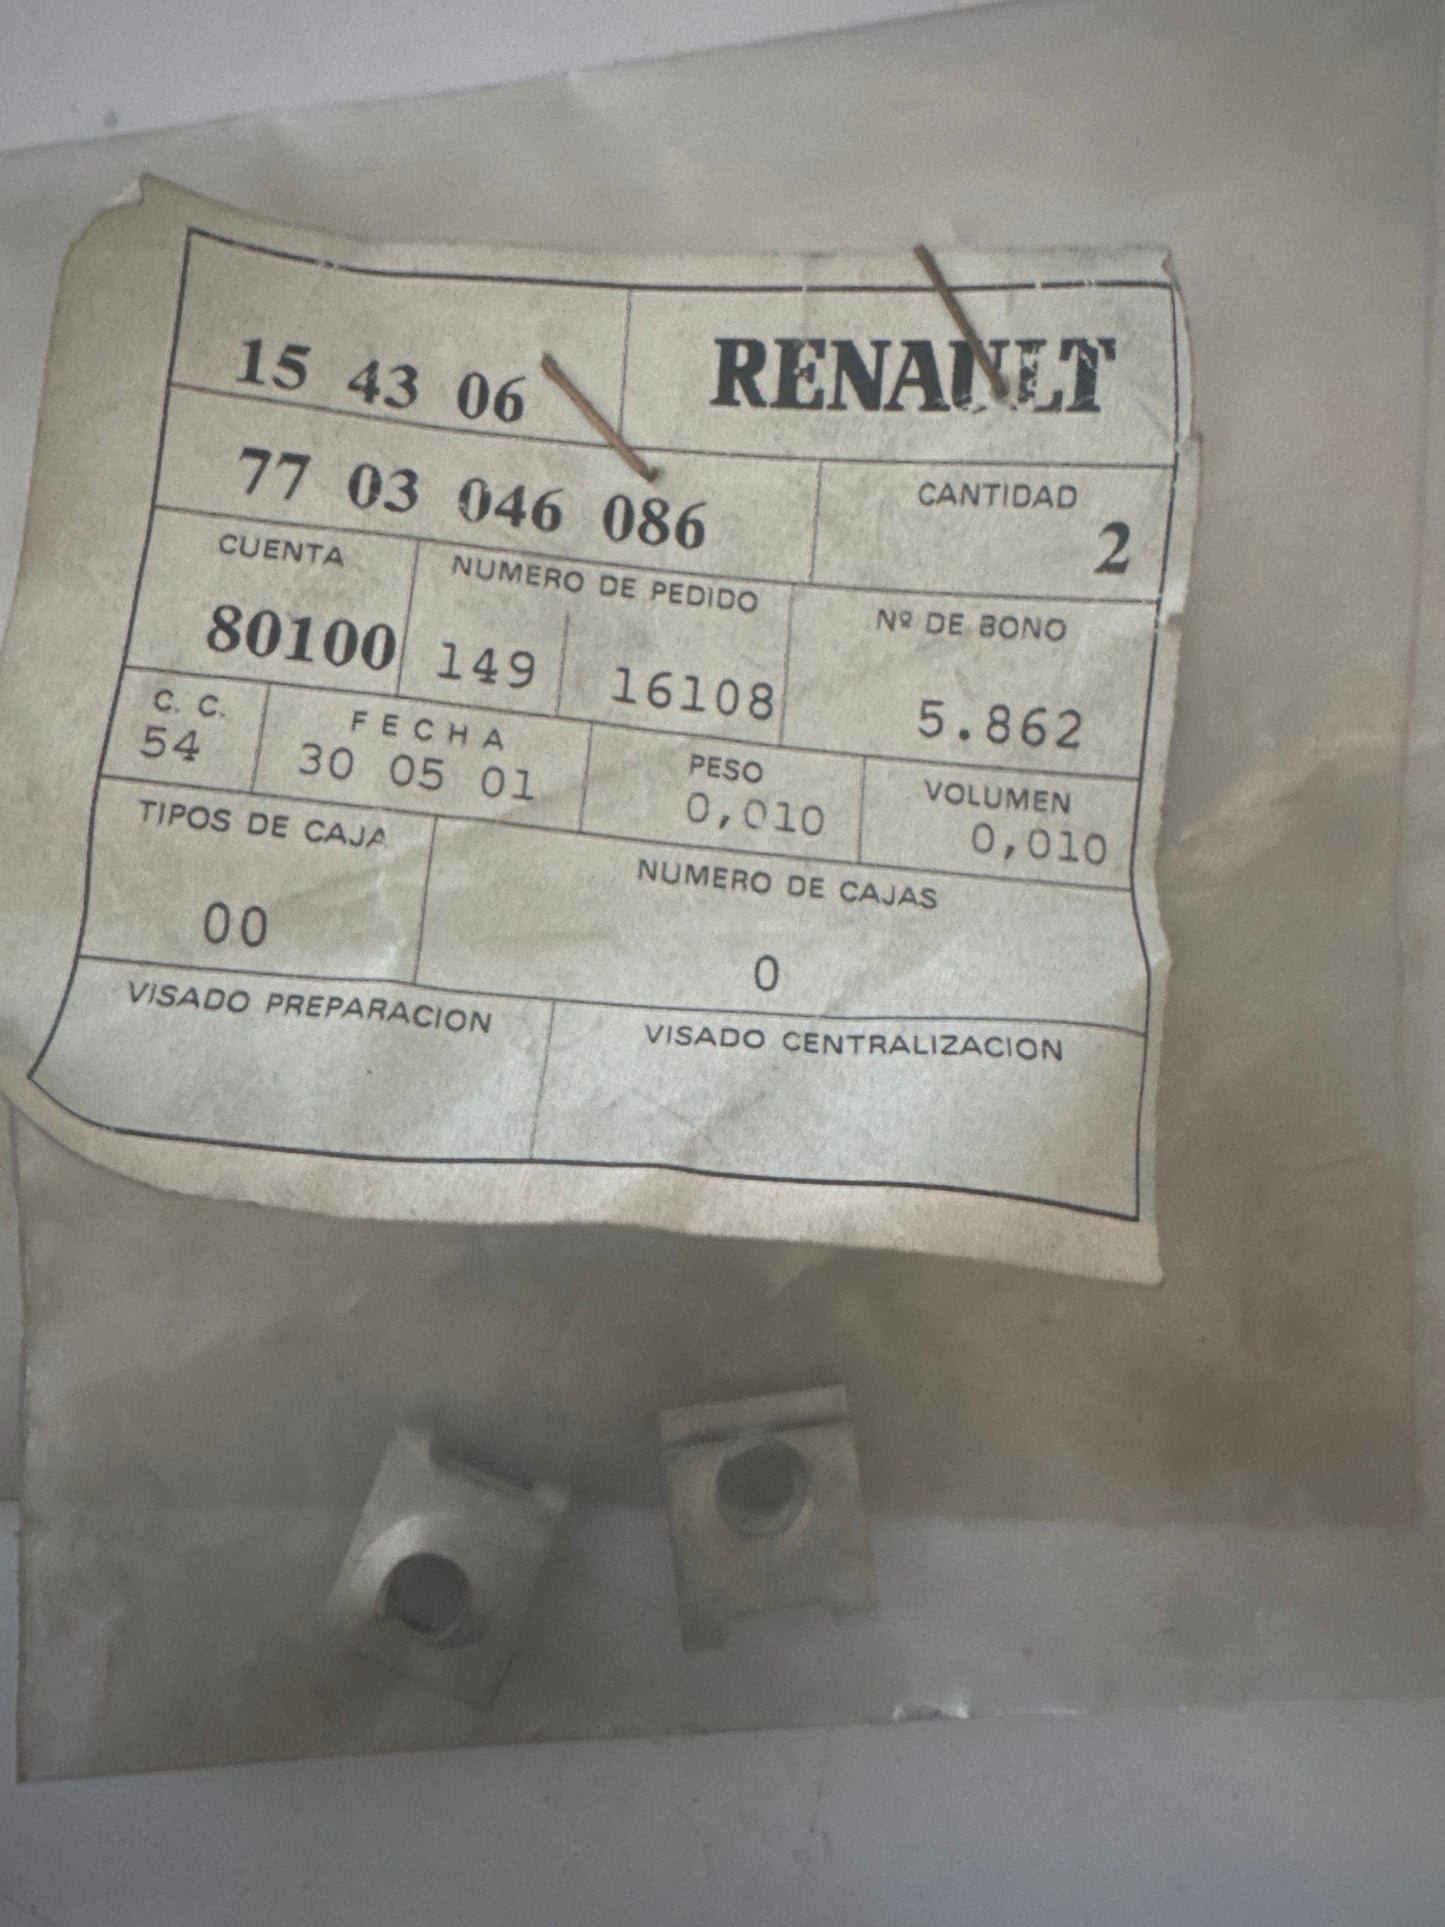 15 43 06
RENAULT
77 03 046 086
CANTIDAD
2
CUENTA
80100
NUMERO DE PEDIDO
149 16108
Nº DE BONO
5.862
C. C.
54
FECHA
30 05 01
PESO
0,010
VOLUMEN
0,010
TIPOS DE CAJA
00
NUMERO DE CAJAS
0
VISADO PREPARACION
VISADO CENTRALIZACION